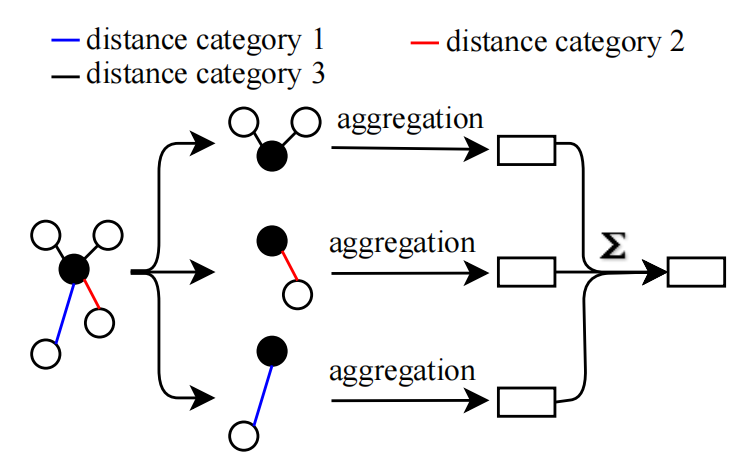 distance category 1
distance category 2
distance category 3
aggregation
aggregation
Σ
aggregation